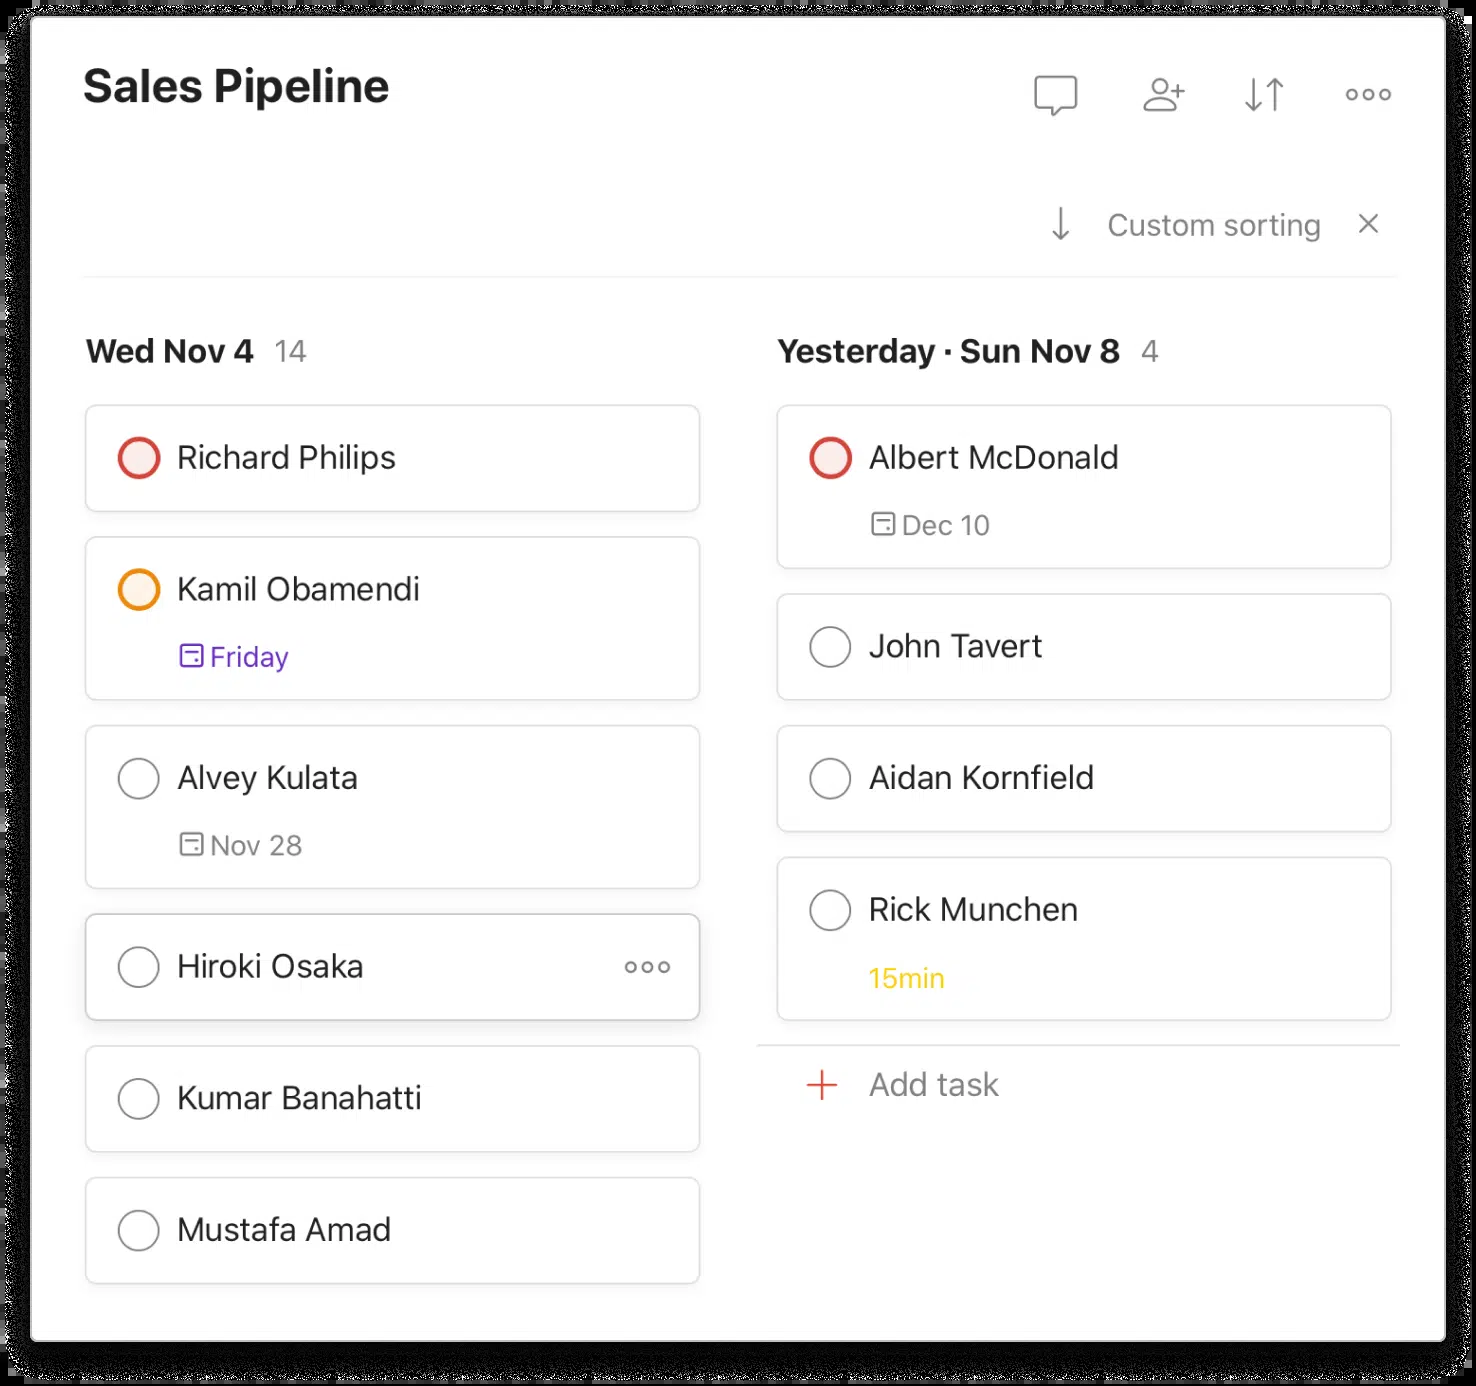 Sales Pipeline
Custom sorting
Wed Nov 4 14
Richard Philips
Kamil Obamendi
Friday
Alvey Kulata
Nov 28
Hiroki Osaka
Kumar Banahatti
Mustafa Amad
Yesterday · Sun Nov 8 4
Albert McDonald
Dec 10
John Tavert
Aidan Kornfield
Rick Munchen
15min
Add task